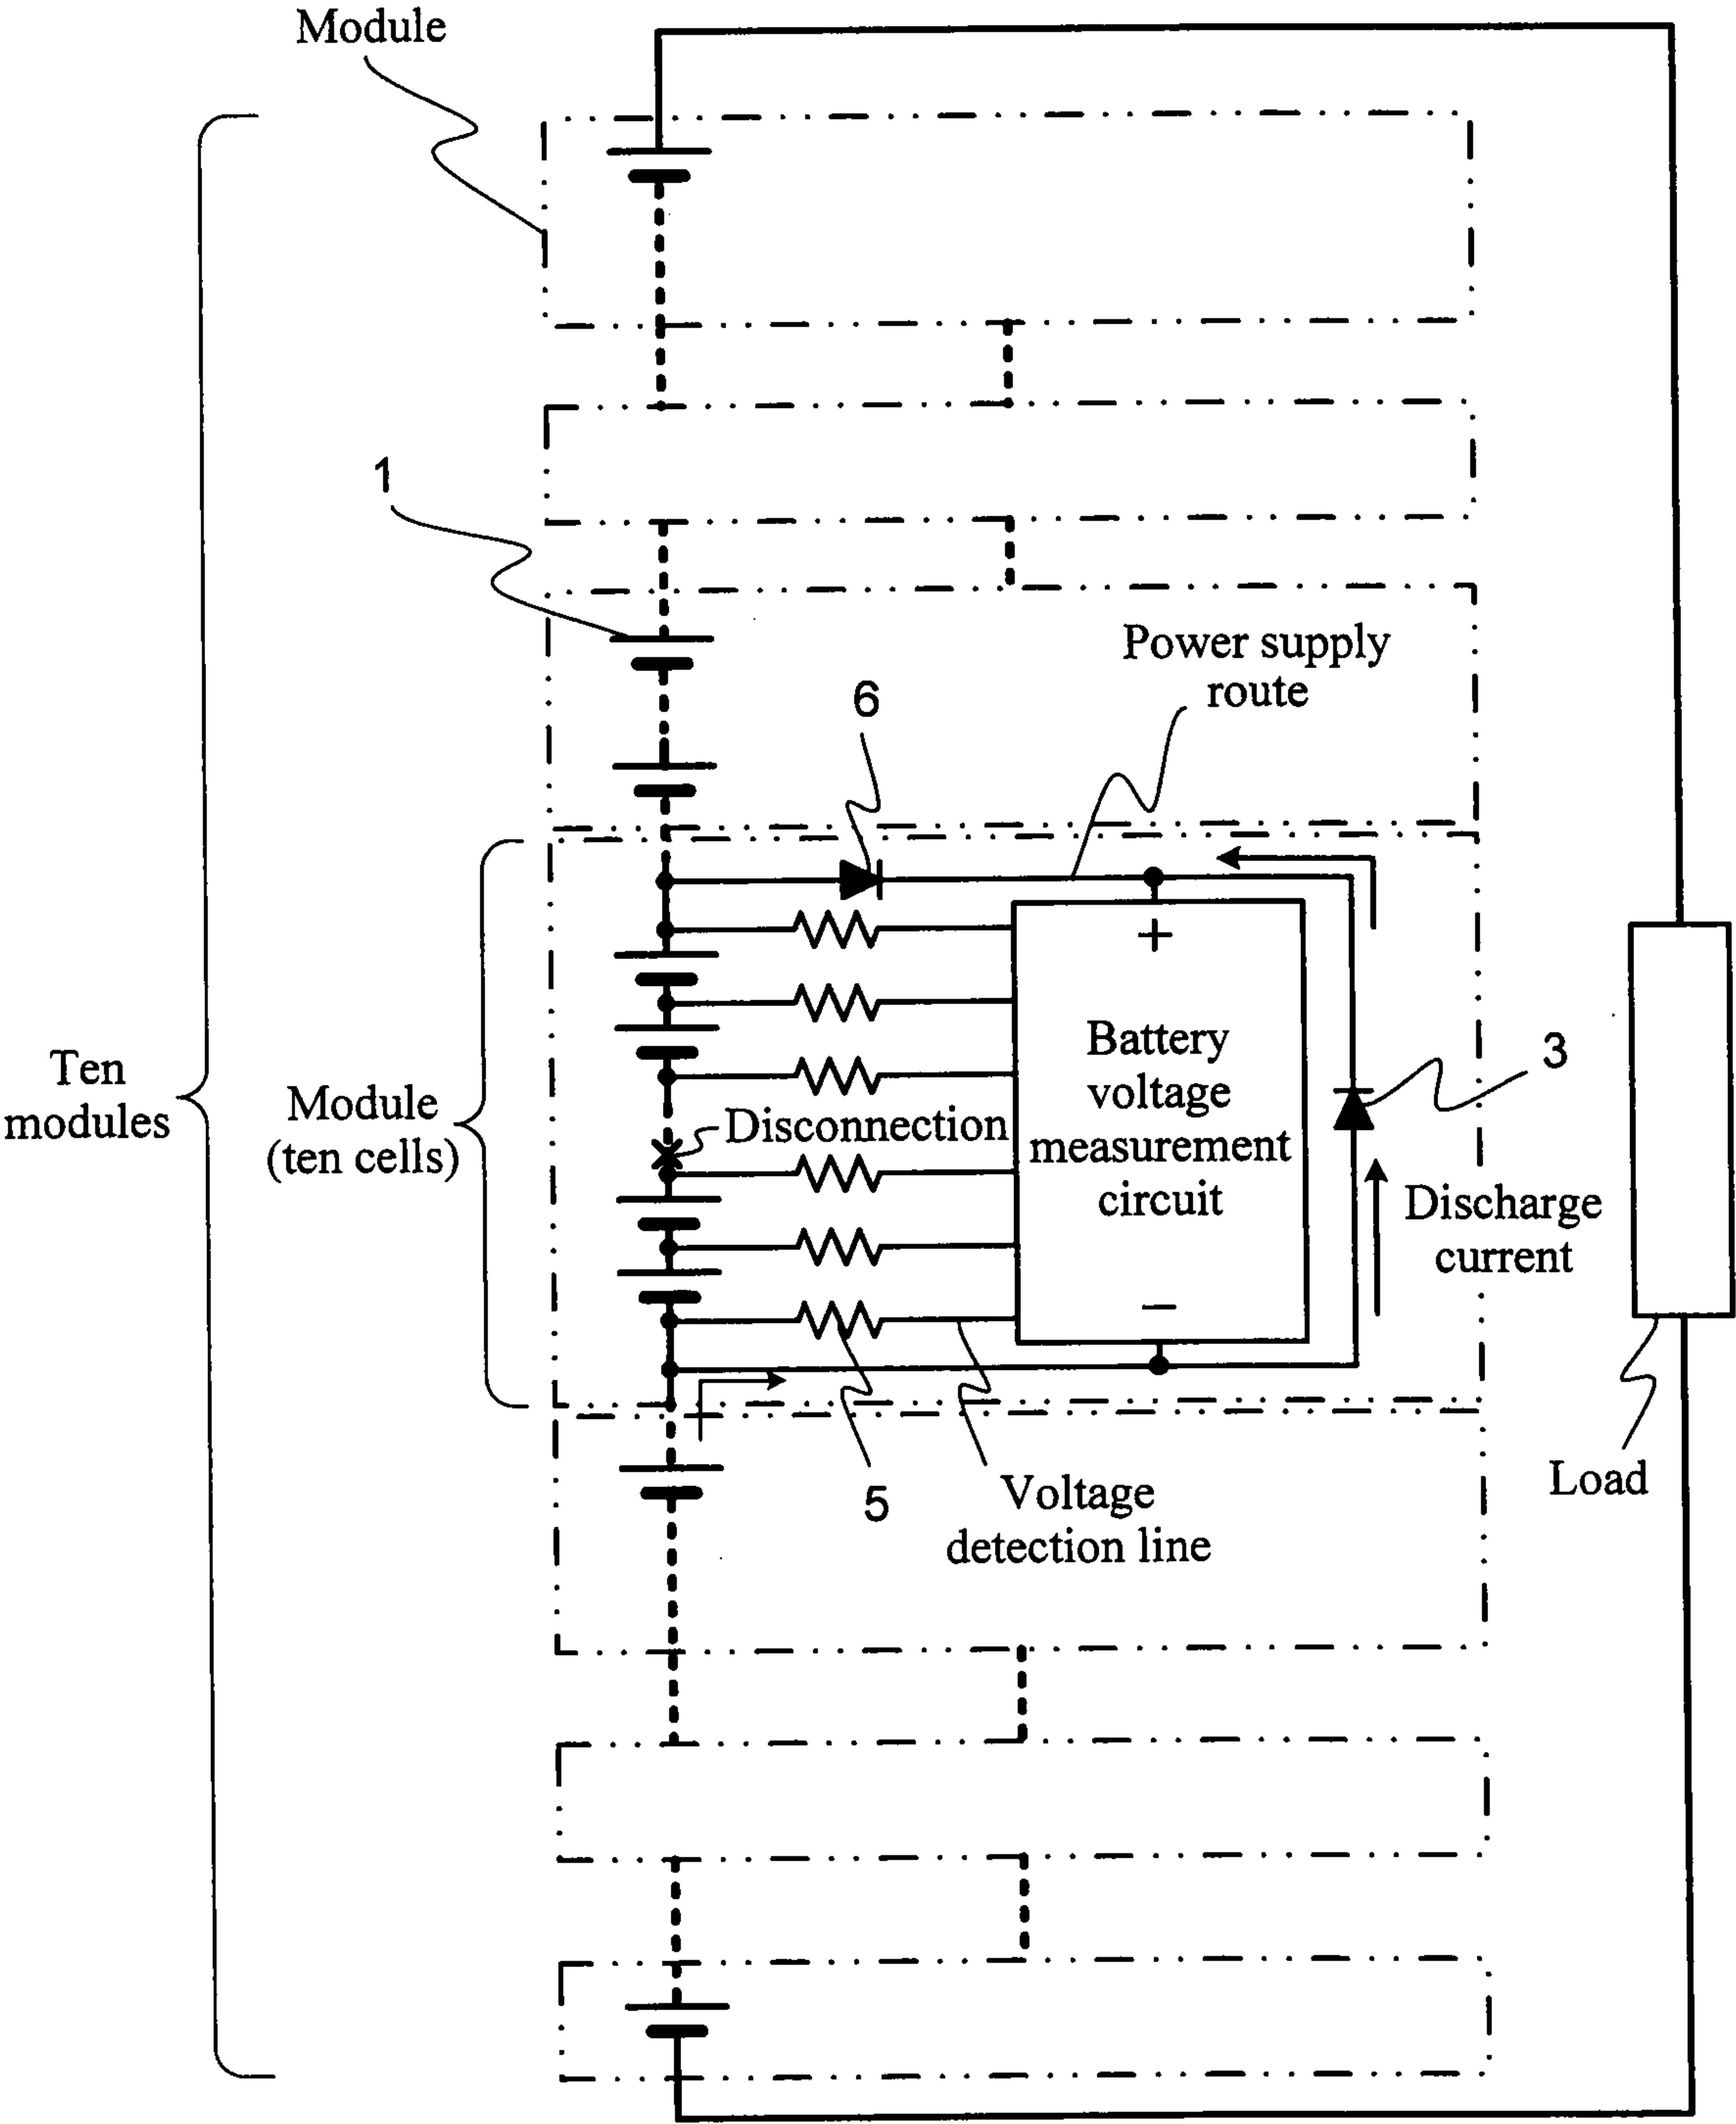 Module
1
Power supply
route
6
+
Ten
modules
Module
(ten cells)
Disconnection
Battery
voltage
measurement
circuit
3
Discharge
current
−
5
Voltage
detection line
Load